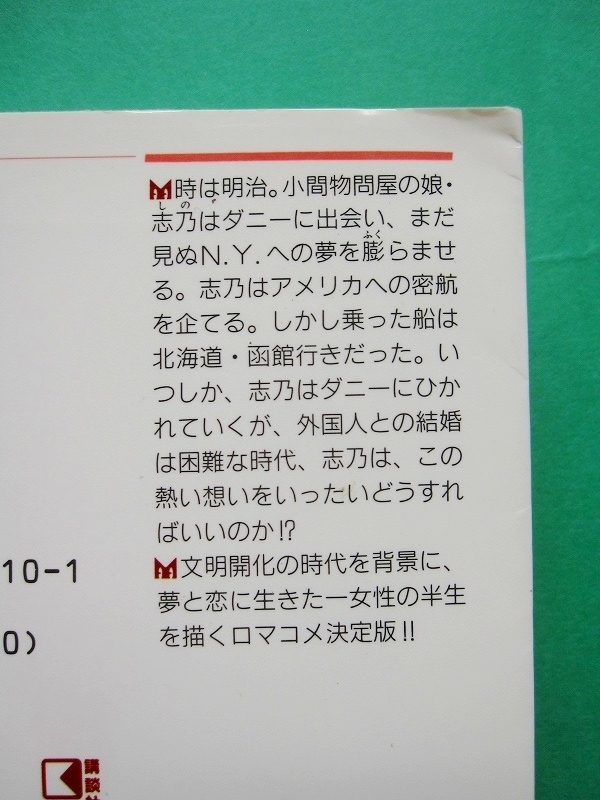 時は明治。小間物問屋の娘・
志乃はダニーに出会い、まだ
見ぬN.Y.への夢を膨らませ
る。志乃はアメリカへの密航
を企てる。しかし乗った船は
北海道・函館行きだった。い
つしか、志乃はダニーにひか
れていくが、外国人との結婚
は困難な時代、志乃は、この
熱い想いをいったいどうすれ
ばいいのか!?
文明開化の時代を背景に、
夢と恋に生きた一女性の半生
を描くロマコメ決定版!!
10-1
0)
講談